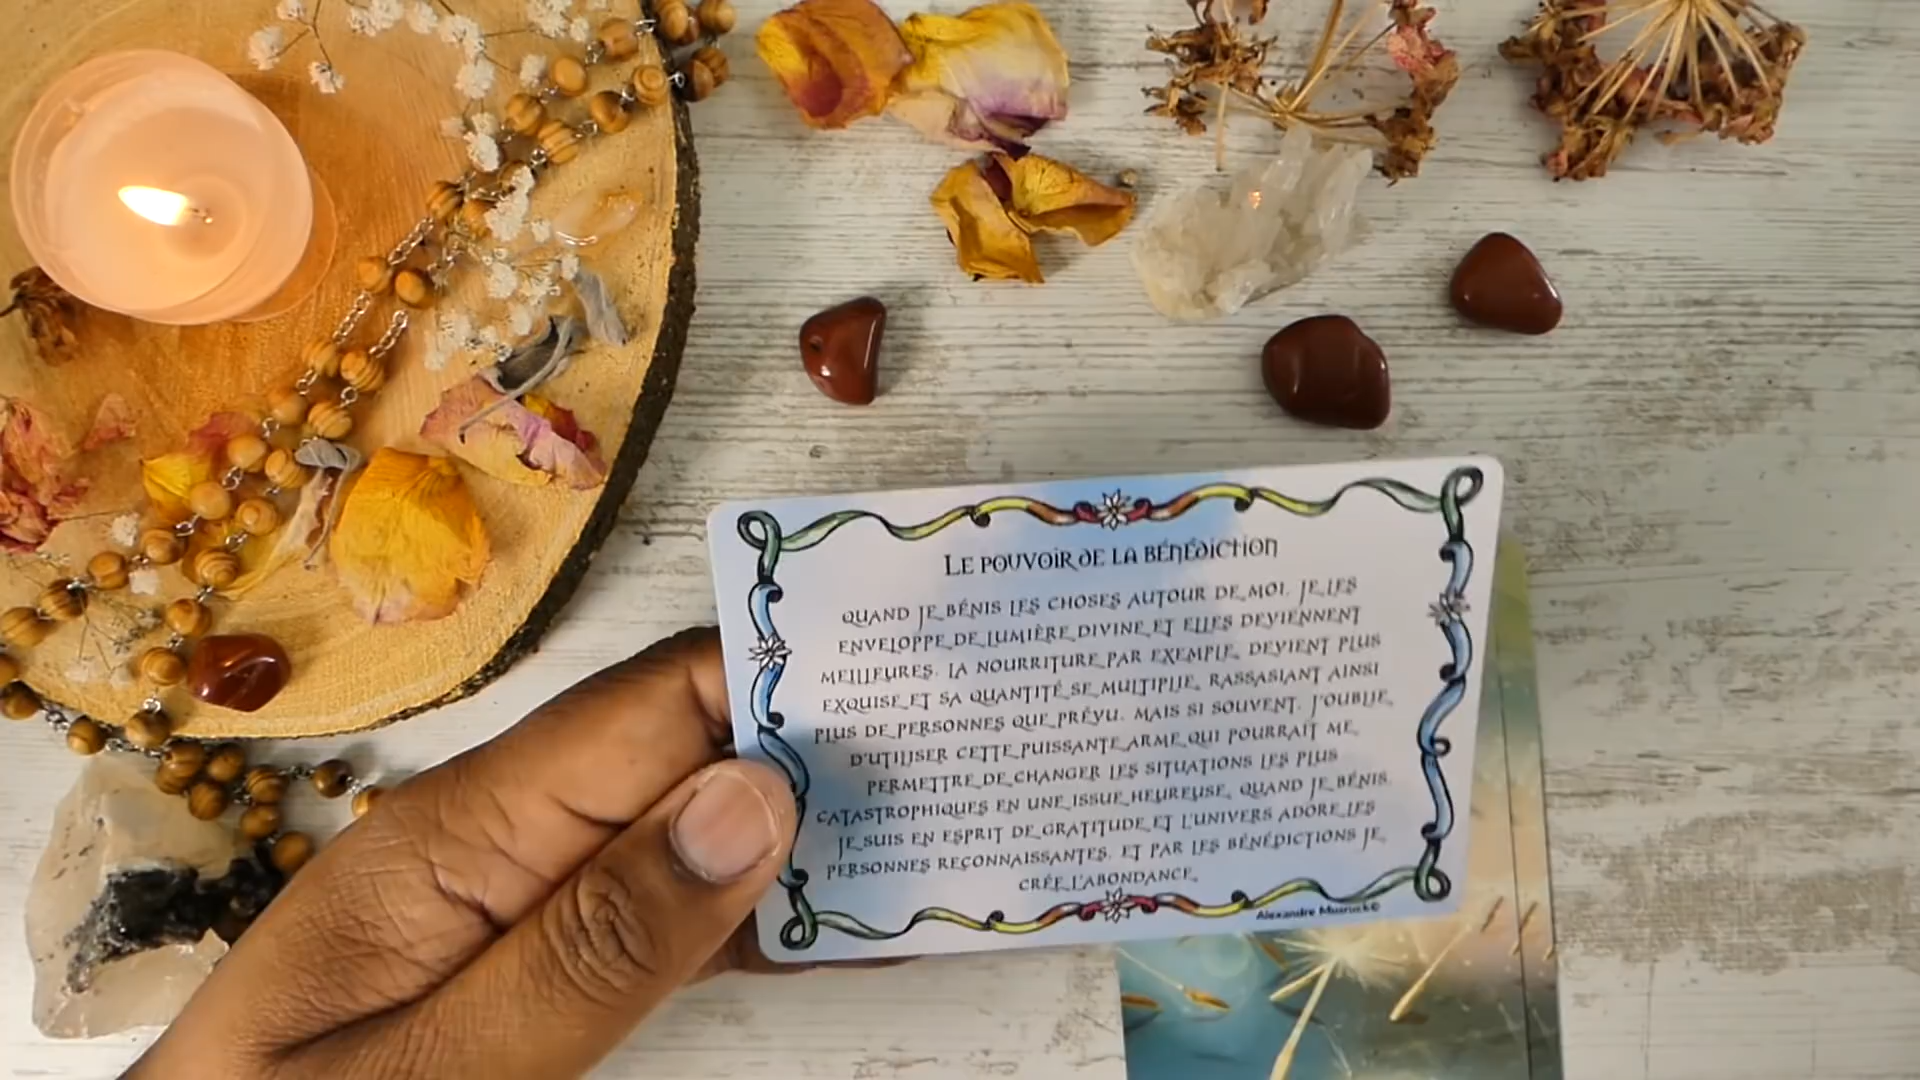 Le pouvoir de la bénédiction
Quand je bénis les choses autour de moi, je les
enveloppe de lumière divine et elles deviennent
meilleures. La nourriture par exemple, devient plus
exquise et sa quantité se multiplie, rassasiant ainsi
plus de personnes que prévu. Mais si souvent, j'oublie
d'utiliser cette puissante arme qui pourrait me
permettre de changer les situations les plus
catastrophiques en une issue heureuse. Quand je bénis,
je suis en esprit de gratitude et l'univers adore les
personnes reconnaissantes, et par les bénédictions je
crée l'abondance.
Alexandre Musruck©